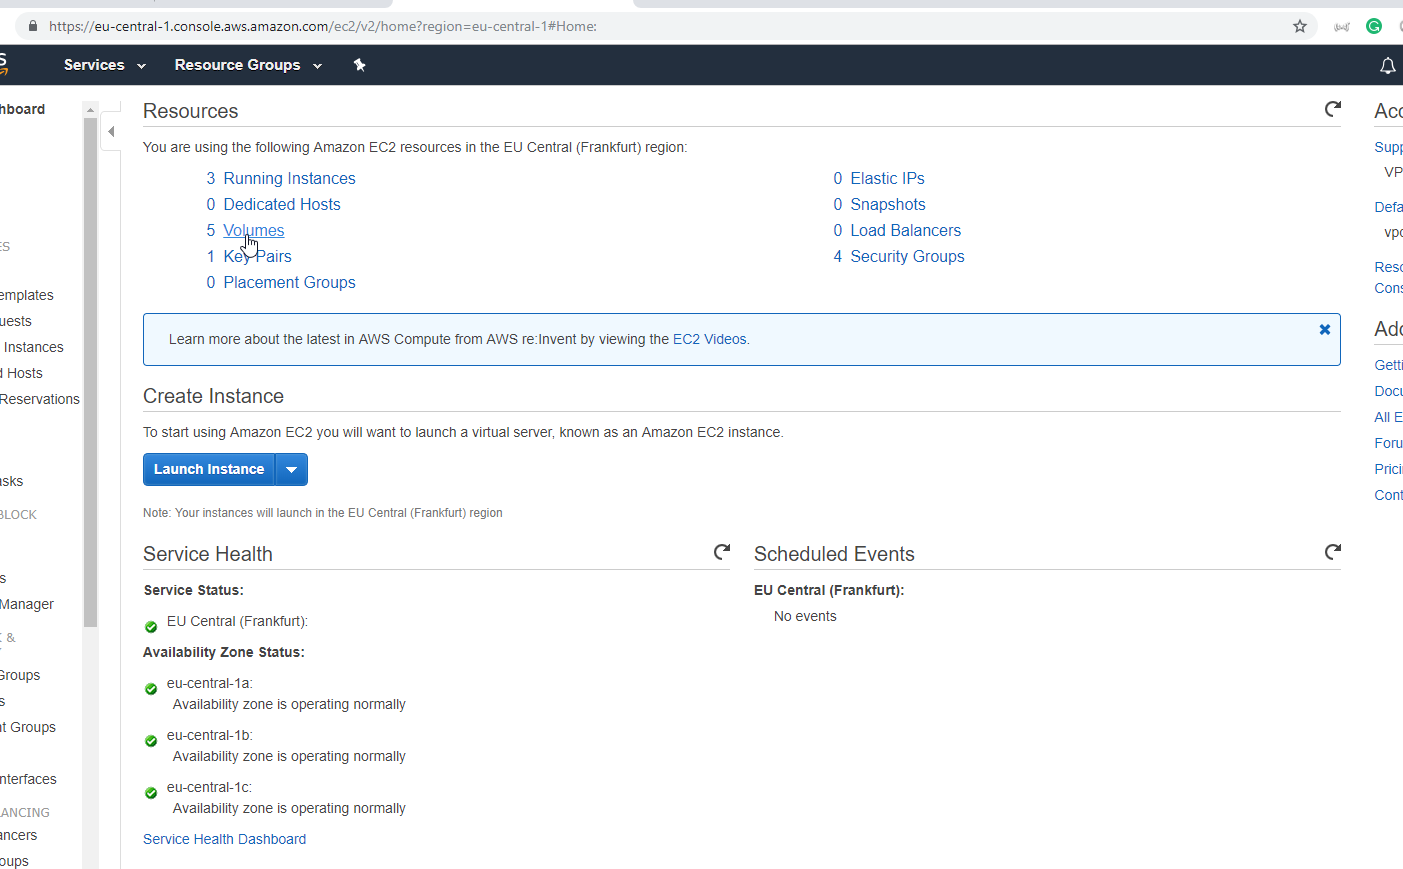 https://eu-central-1.console.aws.amazon.com/ec2/v2/home?region=eu-central-1#Home:
Services
Resource Groups
hboard
ES
emplates
uests
Instances
d Hosts
Reservations
asks
BLOCK
s
Manager
K &
Groups
s
nt Groups
nterfaces
LANCING
ancers
oups
Resources
You are using the following Amazon EC2 resources in the EU Central (Frankfurt) region:
3 Running Instances
0 Dedicated Hosts
5 Volumes
1 Key Pairs
0 Placement Groups
0 Elastic IPs
0 Snapshots
0 Load Balancers
4 Security Groups
Learn more about the latest in AWS Compute from AWS re:Invent by viewing the EC2 Videos.
Create Instance
To start using Amazon EC2 you will want to launch a virtual server, known as an Amazon EC2 instance.
Launch Instance
Note: Your instances will launch in the EU Central (Frankfurt) region
Service Health
Service Status:
EU Central (Frankfurt):
Availability Zone Status:
eu-central-1a:
Availability zone is operating normally
eu-central-1b:
Availability zone is operating normally
eu-central-1c:
Availability zone is operating normally
Service Health Dashboard
Scheduled Events
EU Central (Frankfurt):
No events
Acc
Supp
VP
Defa
vpc
Reso
Cons
Add
Getti
Docu
All E
Foru
Prici
Cont